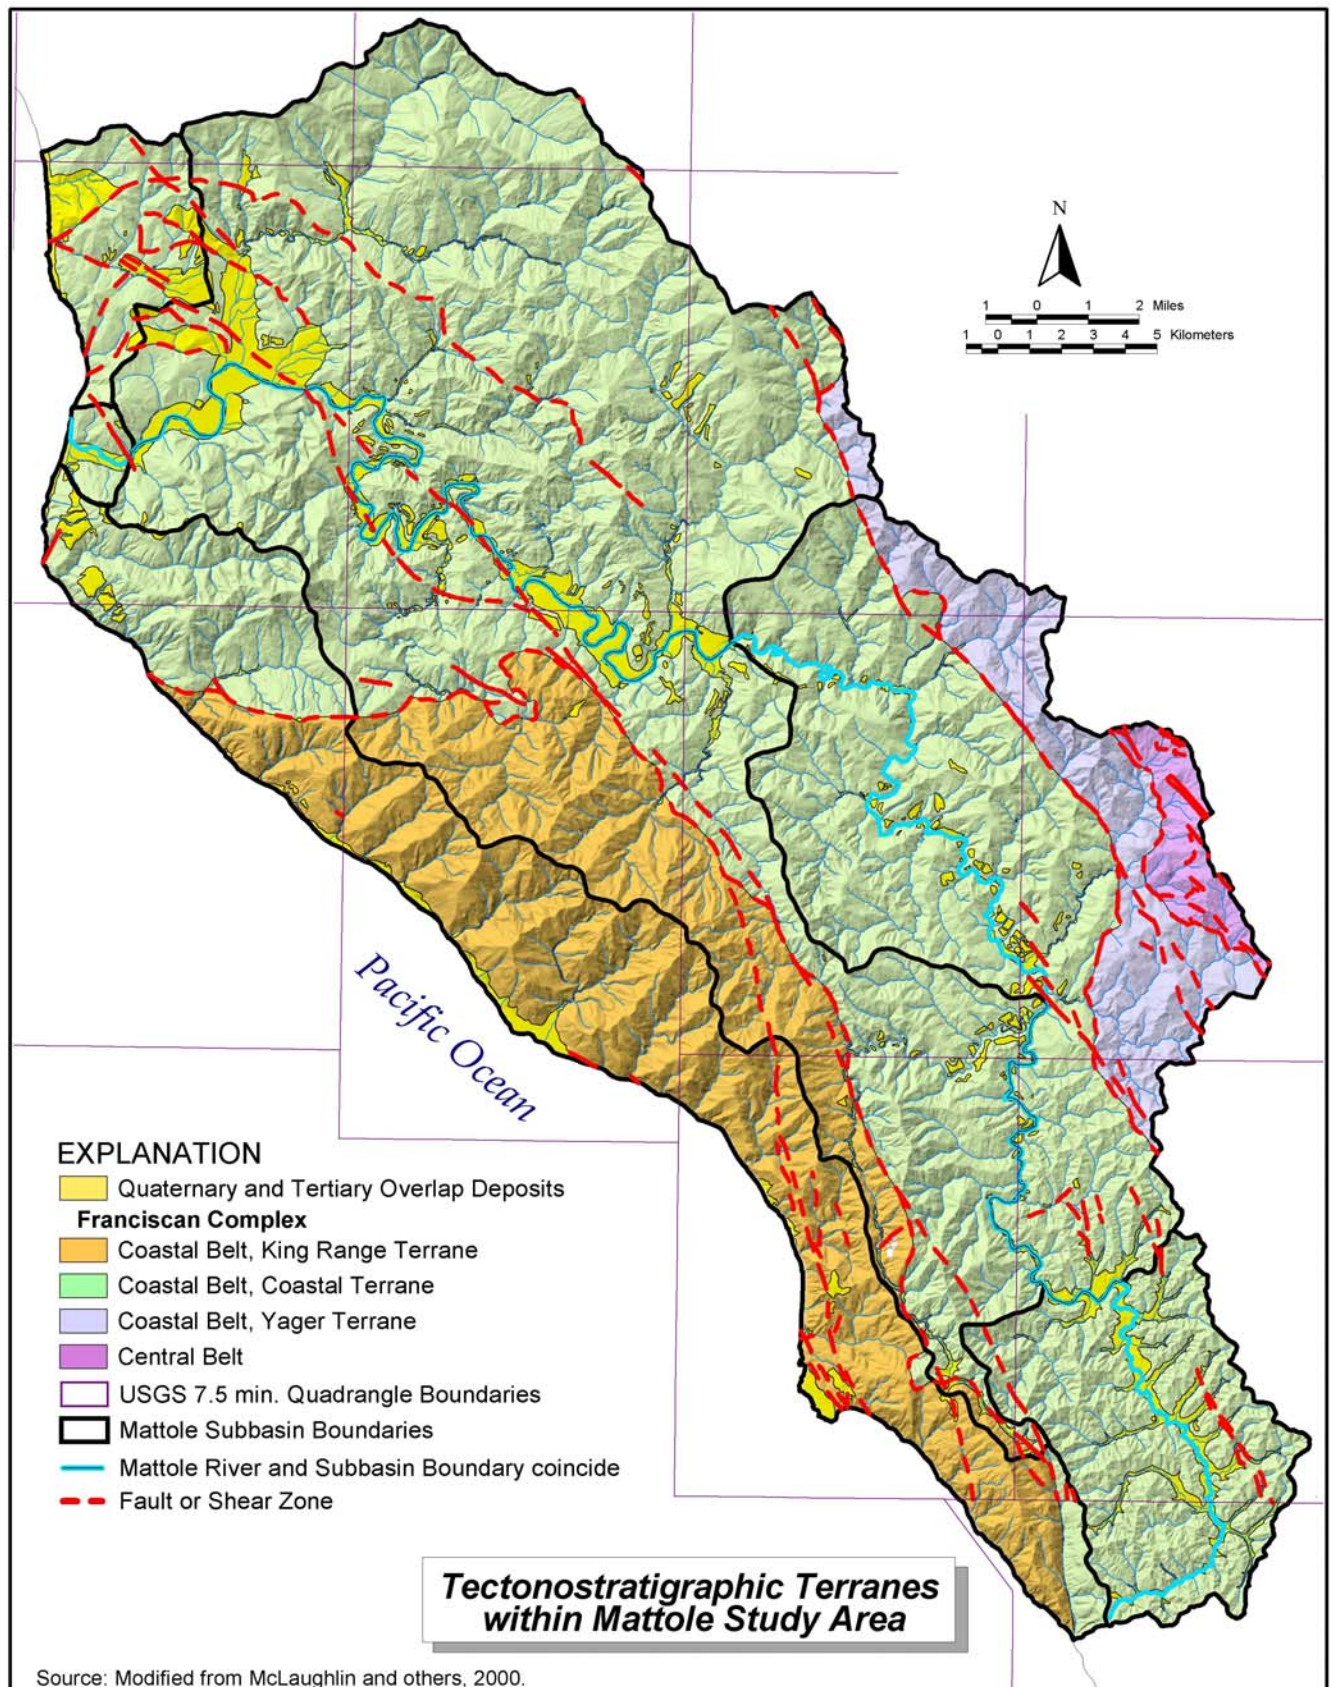 N
1 0 1 2 Miles
1 0 1 2 3 4 5 Kilometers
Pacific Ocean
EXPLANATION
Quaternary and Tertiary Overlap Deposits
Franciscan Complex
Coastal Belt, King Range Terrane
Coastal Belt, Coastal Terrane
Coastal Belt, Yager Terrane
Central Belt
USGS 7.5 min. Quadrangle Boundaries
Mattole Subbasin Boundaries
Mattole River and Subbasin Boundary coincide
Fault or Shear Zone
Tectonostratigraphic Terranes
within Mattole Study Area
Source: Modified from McLaughlin and others, 2000.